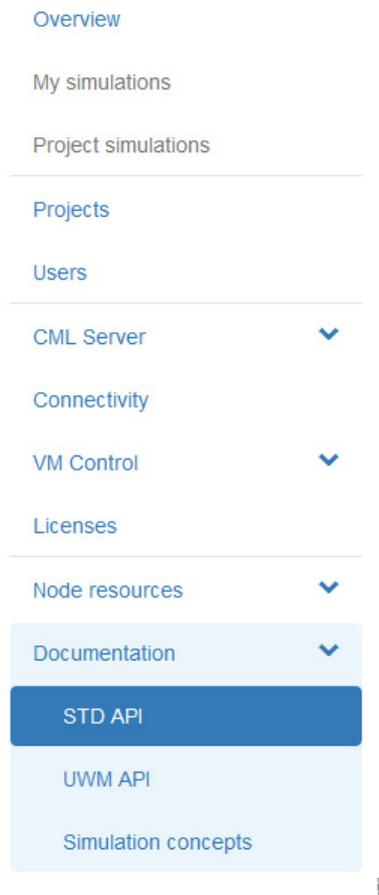 Overview
My simulations
Project simulations
Projects
Users
CML Server
Connectivity
VM Control
Licenses
Node resources
Documentation
STD API
UWM API
Simulation concepts